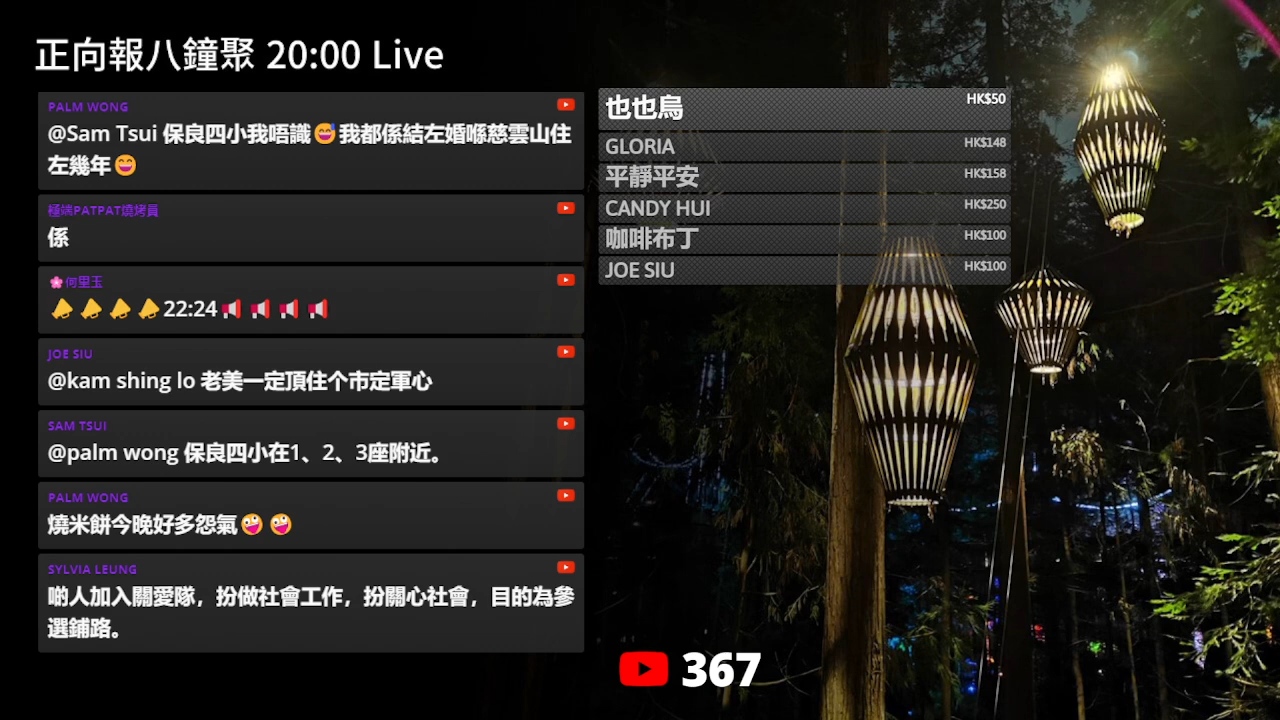 正向報八鐘聚 20:00 Live
PALM WONG
@Sam Tsui 保良四小我唔識😅我都係結左婚喺慈雲山住
左幾年😄
極端PATPAT燒烤員
係
🌸何里玉
📣📣📣📣22:24📢📢📢📢
JOE SIU
@kam shing lo 老美一定頂住个市定軍心
SAM TSUI
@palm wong 保良四小在1、2、3座附近。
PALM WONG
燒米餅今晚好多怨氣🤪🤪
SYLVIA LEUNG
啲人加入關愛隊，扮做社會工作，扮關心社會，目的為參
選鋪路。
也也烏 HK$50
GLORIA HK$148
平靜平安 HK$158
CANDY HUI HK$250
咖啡布丁 HK$100
JOE SIU HK$100
367